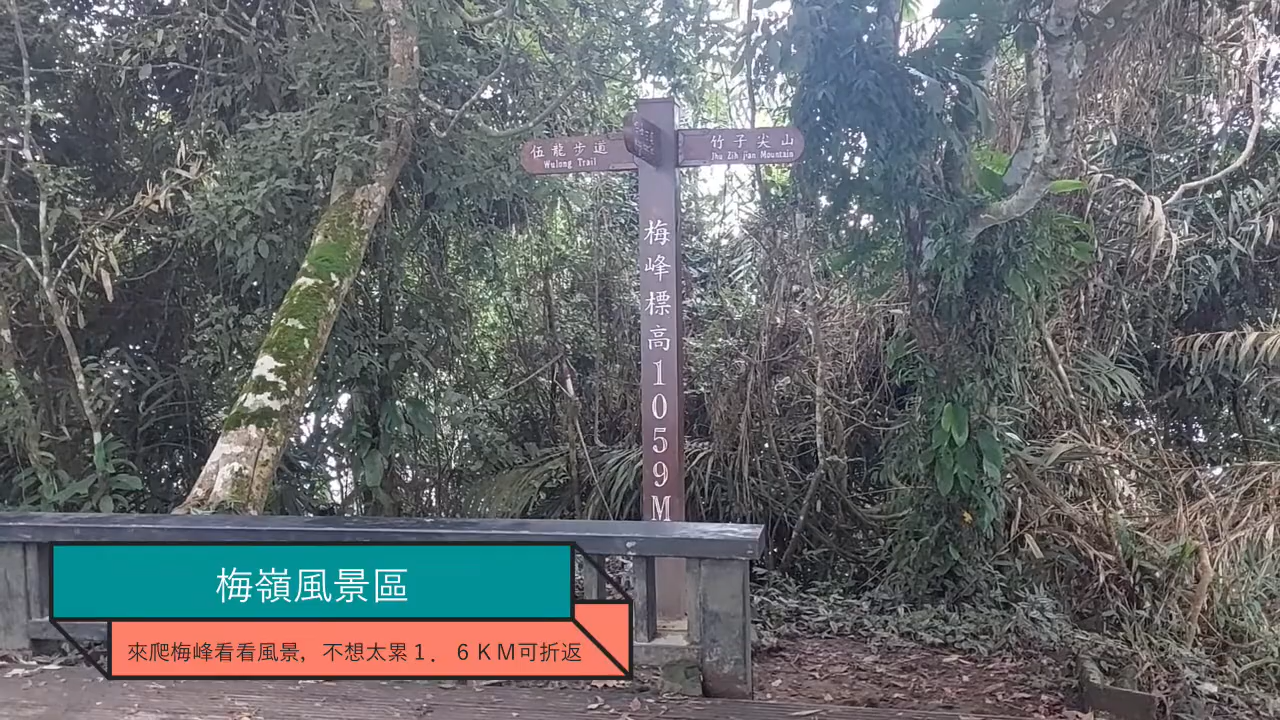 伍龍步道
Wulong Trail
竹子尖山
Jhu Zih jian Mountain
梅峰標高1059M
梅嶺風景區
來爬梅峰看看風景，不想太累１．６ＫＭ可折返